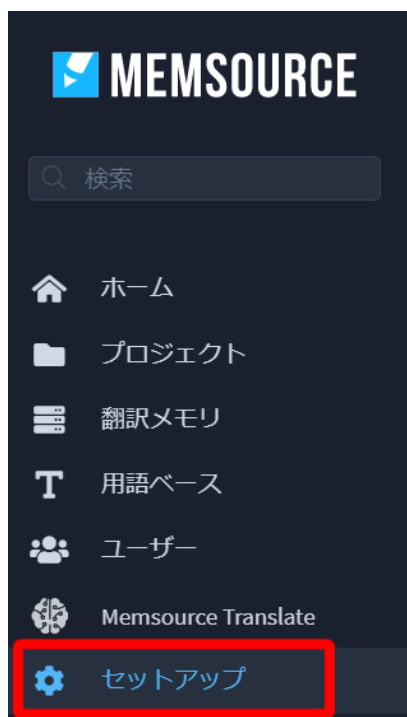 MEMSOURCE
検索
ホーム
プロジェクト
翻訳メモリ
用語ベース
ユーザー
Memsource Translate
セットアップ